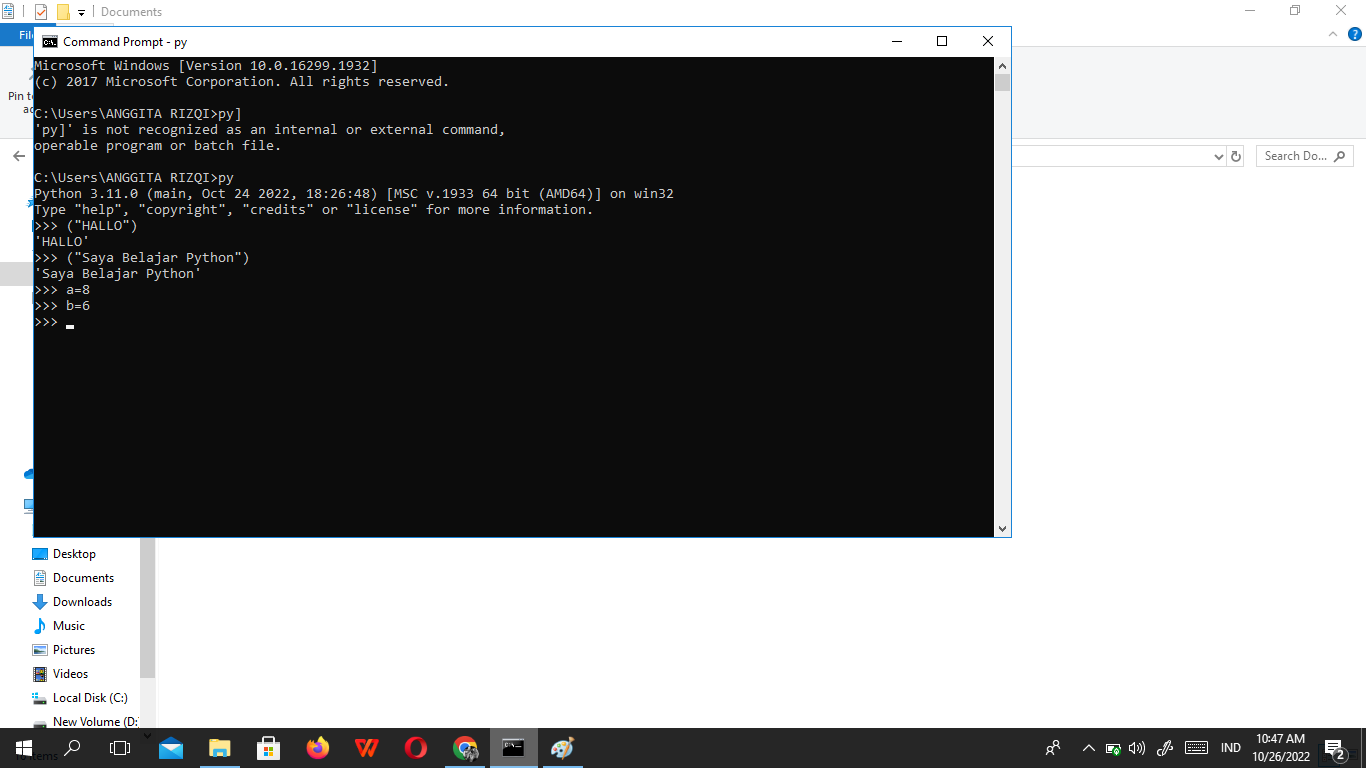 Documents
Fil
Command Prompt - py
Microsoft Windows [Version 10.0.16299.1932]
(c) 2017 Microsoft Corporation. All rights reserved.
Pin t
ac
C:\Users\ANGGITA RIZQI>py]
'py]' is not recognized as an internal or external command,
operable program or batch file.
Search Do...
C:\Users\ANGGITA RIZQI>py
Python 3.11.0 (main, Oct 24 2022, 18:26:48) [MSC v.1933 64 bit (AMD64)] on win32
Type "help", "copyright", "credits" or "license" for more information.
>>> ("HALLO")
'HALLO'
>>> ("Saya Belajar Python")
'Saya Belajar Python'
>>> a=8
>>> b=6
>>>
Desktop
Documents
Downloads
Music
Pictures
Videos
Local Disk (C:)
New Volume (D:
IND
10:47 AM
10/26/2022
2